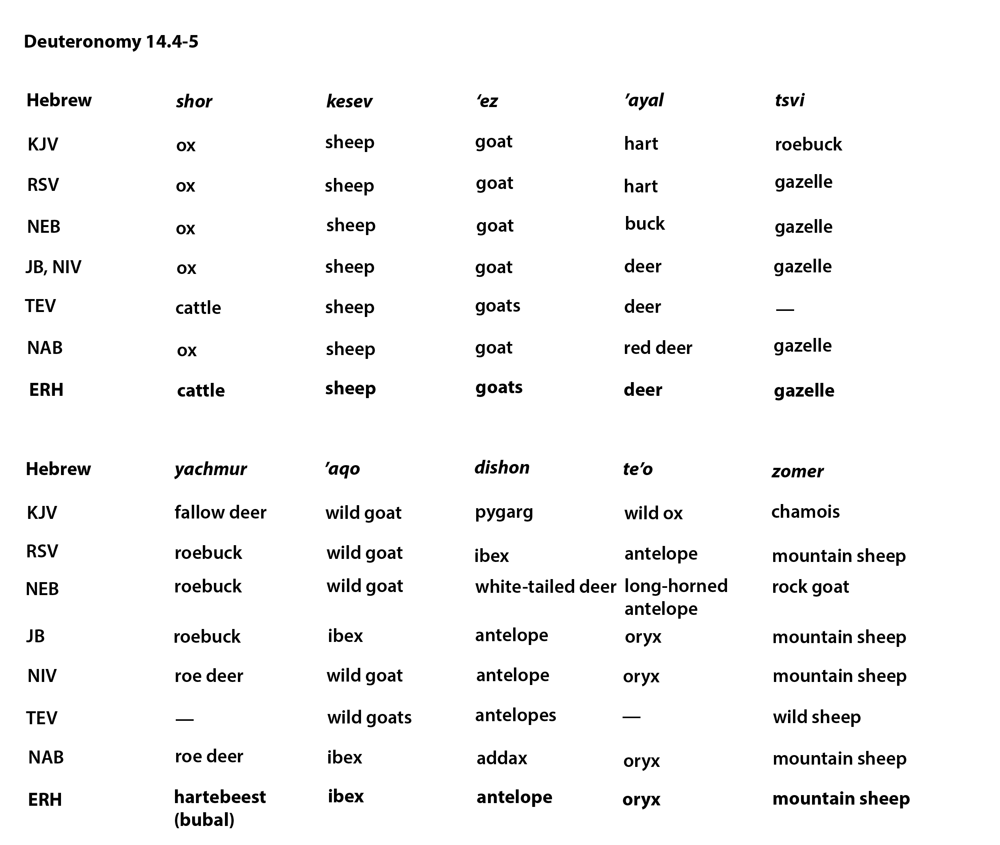 Deuteronomy 14.4-5
Hebrew shor kesev ‘ez ’ayal tsvi
KJV ox sheep goat hart roebuck
RSV ox sheep goat hart gazelle
NEB ox sheep goat buck gazelle
JB, NIV ox sheep goat deer gazelle
TEV cattle sheep goats deer —
NAB ox sheep goat red deer gazelle
ERH cattle sheep goats deer gazelle
Hebrew yachmur ’aqo dishon te’o zomer
KJV fallow deer wild goat pygarg wild ox chamois
RSV roebuck wild goat ibex antelope mountain sheep
NEB roebuck wild goat white-tailed deer long-horned rock goat
antelope
JB roebuck ibex antelope oryx mountain sheep
NIV roe deer wild goat antelope oryx mountain sheep
TEV — wild goats antelopes — wild sheep
NAB roe deer ibex addax oryx mountain sheep
ERH hartebeest ibex antelope oryx mountain sheep
(bubal)